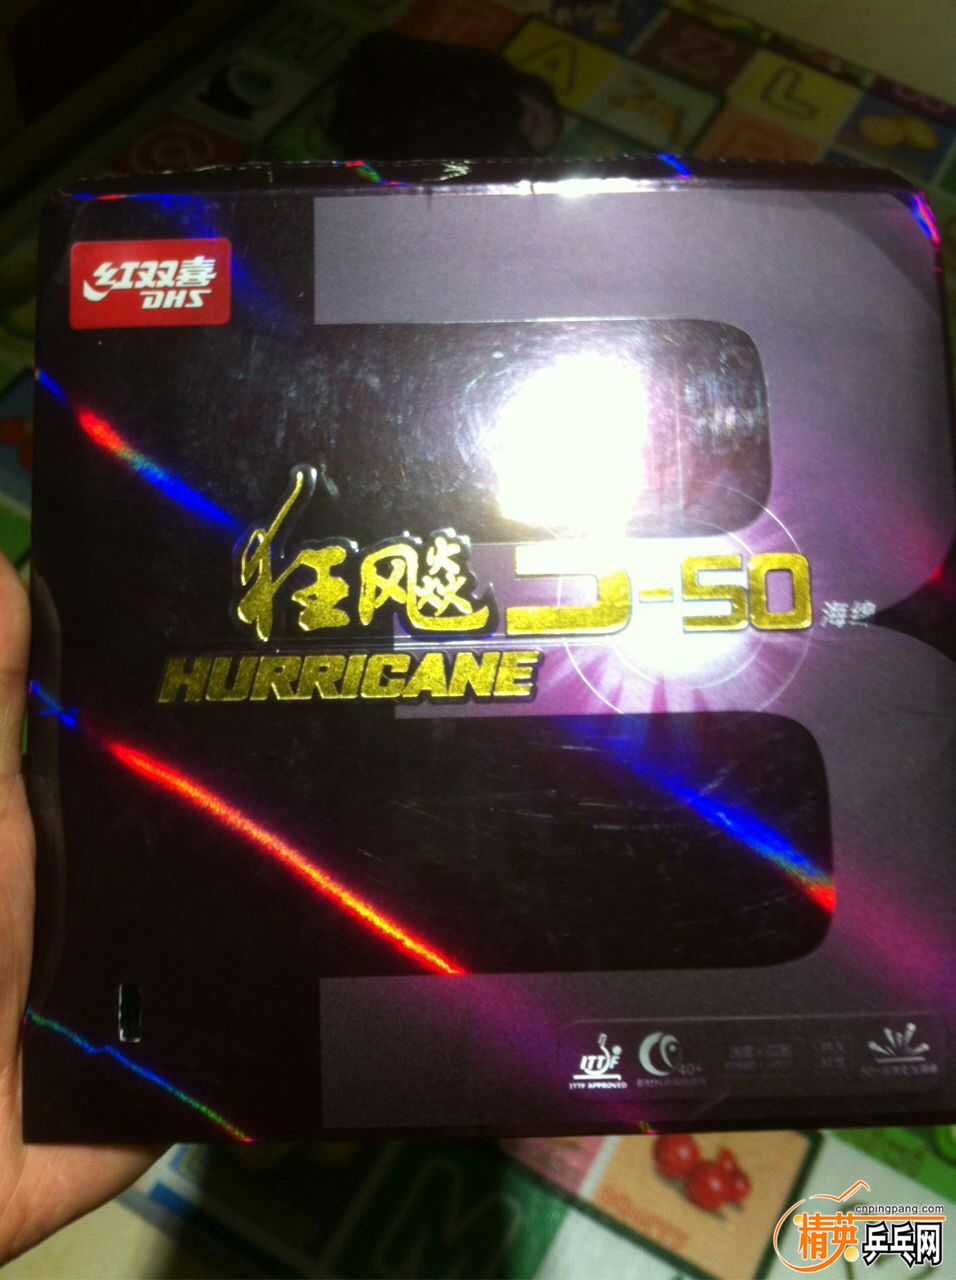 红双喜
DHS
狂飚3-50 海绵
HURRICANE
ITTF
ITTF APPROVED
40+
cnpingpang.com
精英乒乓网